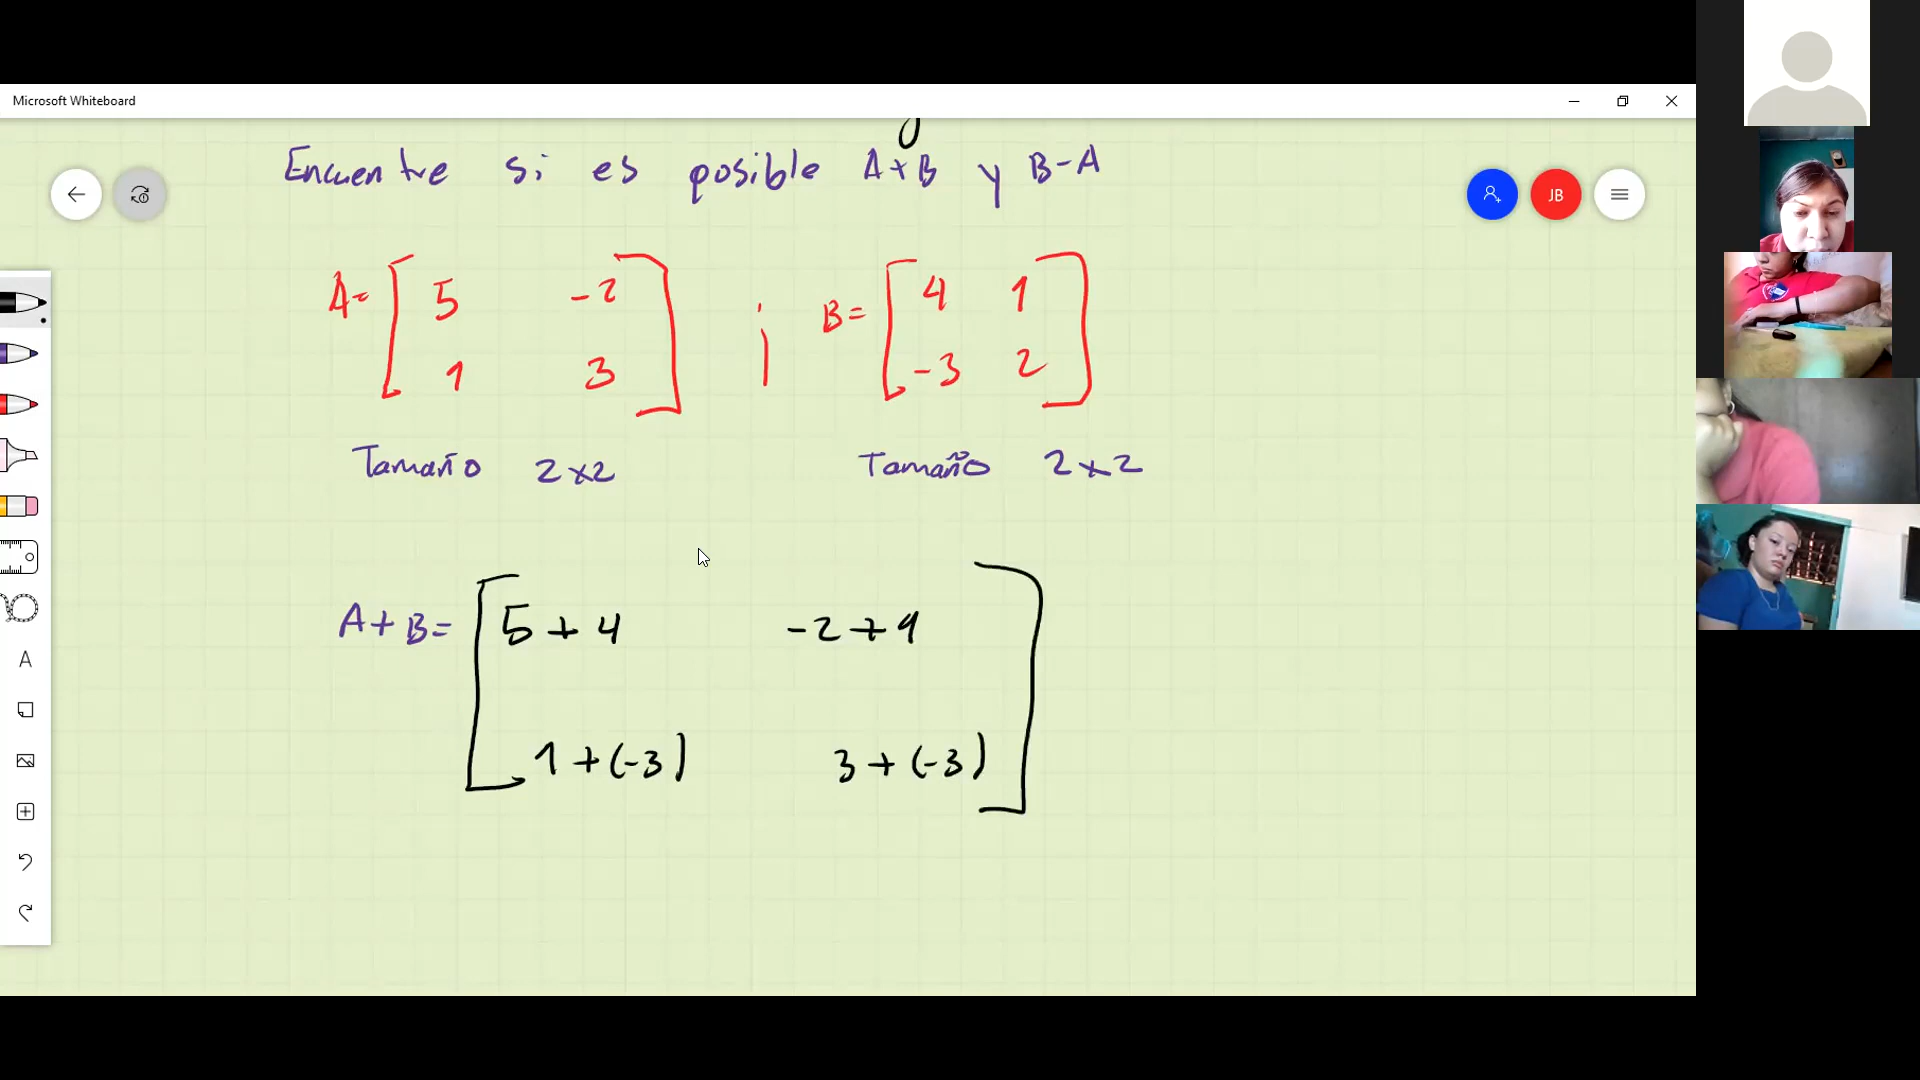 Microsoft Whiteboard
Encuentre si es posible A+B y B-A
JB
A= [ 5 -2 ; B= [ 4 1
1 3 ] -3 2 ]
Tamaño 2x2 Tamaño 2x2
A+B= [ 5+4 -2+1
1+(-3) 3+(-3) ]
A